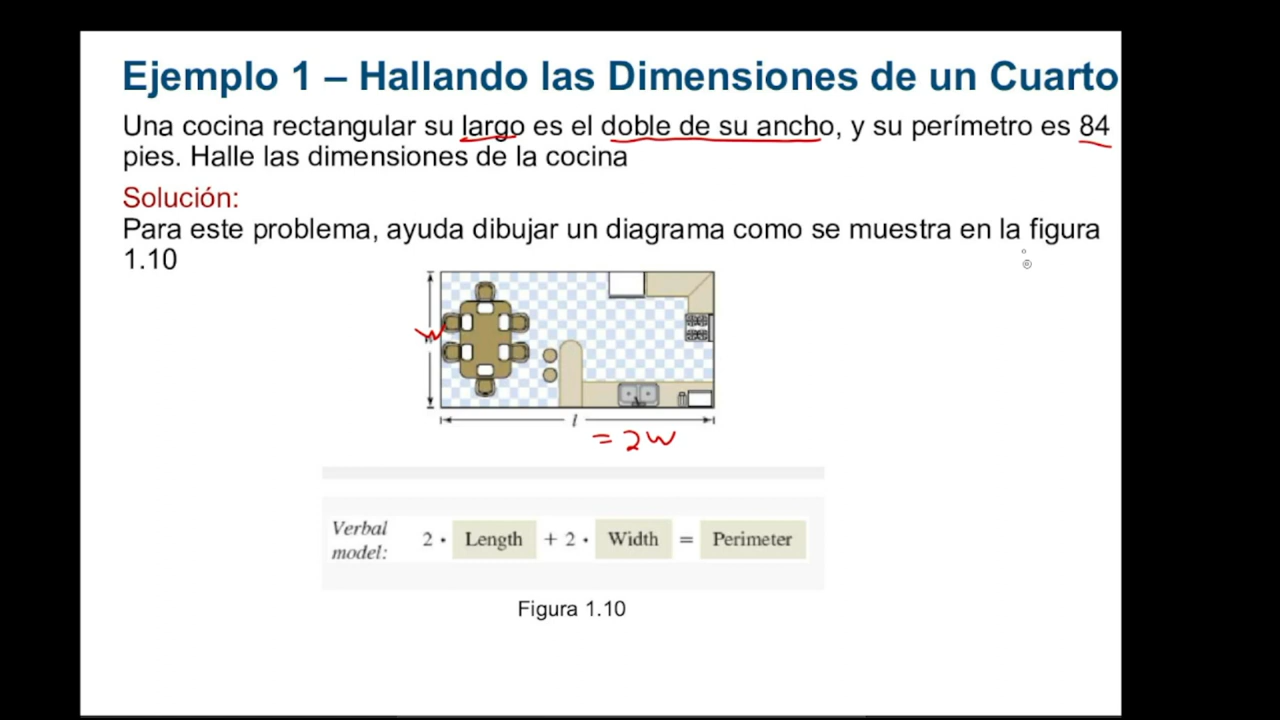 Ejemplo 1 – Hallando las Dimensiones de un Cuarto
Una cocina rectangular su largo es el doble de su ancho, y su perímetro es 84
pies. Halle las dimensiones de la cocina
Solución:
Para este problema, ayuda dibujar un diagrama como se muestra en la figura
1.10
w
l
= 2w
Verbal model: 2 · Length + 2 · Width = Perimeter
Figura 1.10